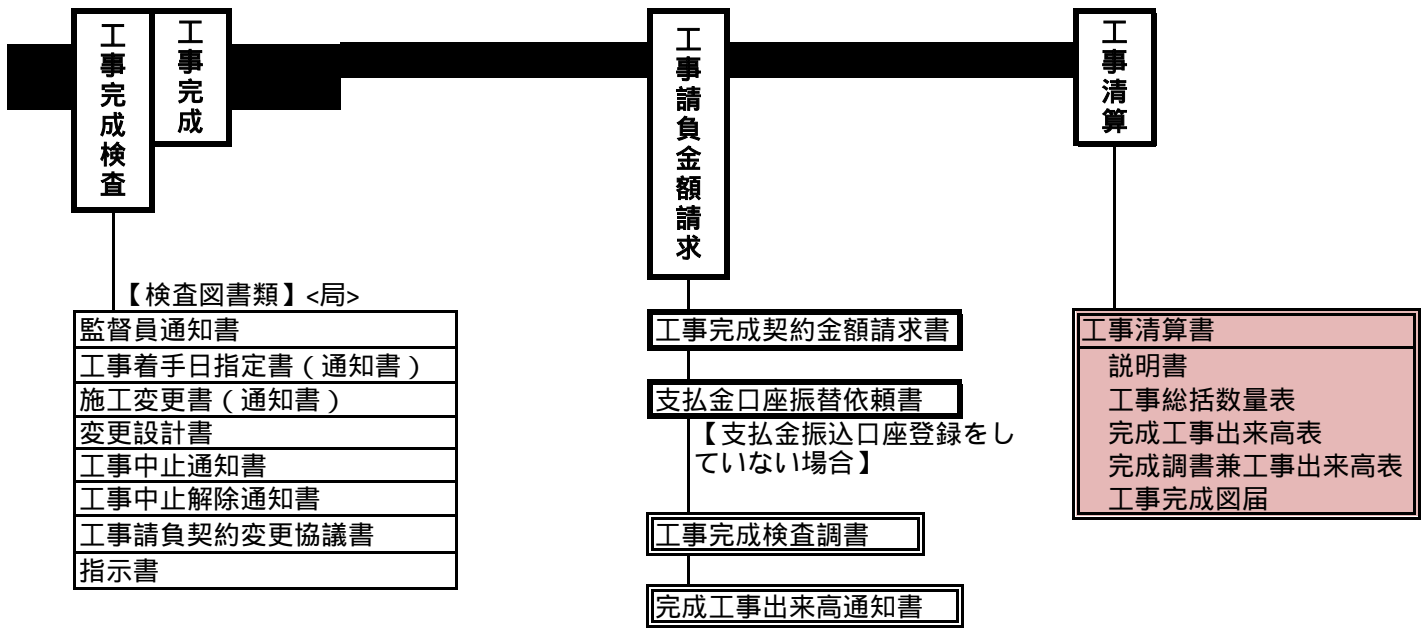 工事完成検査
工事完成
工事請負金額請求
工事清算
【検査図書類】<局>
監督員通知書
工事着手日指定書（通知書）
施工変更書（通知書）
変更設計書
工事中止通知書
工事中止解除通知書
工事請負契約変更協議書
指示書
工事完成契約金額請求書
支払金口座振替依頼書
【支払金振込口座登録をし
ていない場合】
工事完成検査調書
完成工事出来高通知書
工事清算書
説明書
工事総括数量表
完成工事出来高表
完成調書兼工事出来高表
工事完成図届